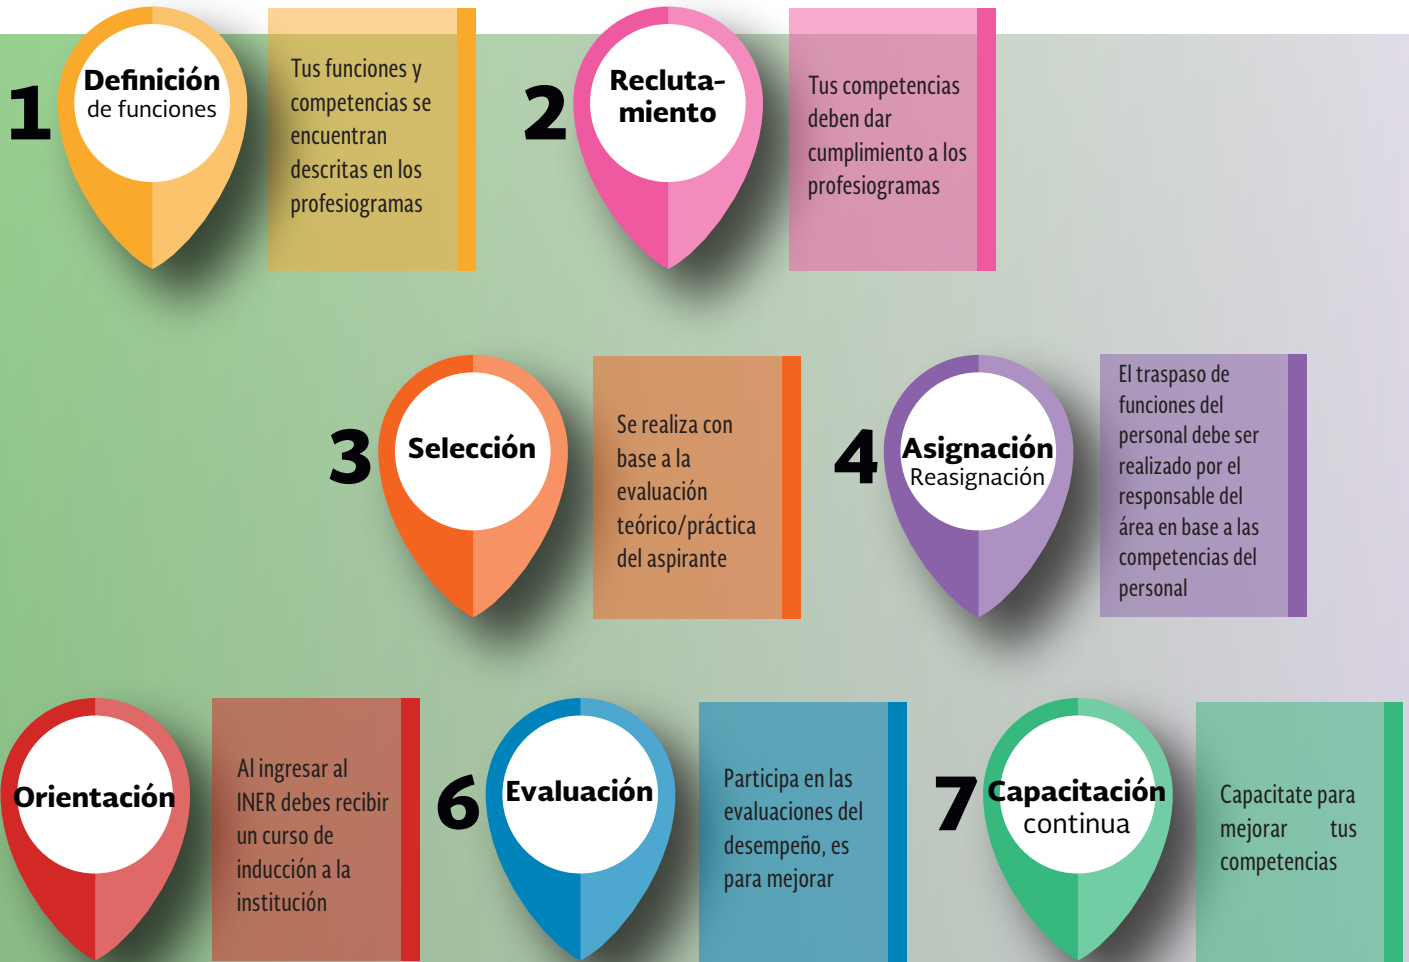 1
Definición
de funciones
Tus funciones y
competencias se
encuentran
descritas en los
profesiogramas
2
Recluta-
miento
Tus competencias
deben dar
cumplimiento a los
profesiogramas
3
Selección
Se realiza con
base a la
evaluación
teórico/práctica
del aspirante
4
Asignación
Reasignación
El traspaso de
funciones del
personal debe ser
realizado por el
responsable del
área en base a las
competencias del
personal
Orientación
Al ingresar al
INER debes recibir
un curso de
inducción a la
institución
6
Evaluación
Participa en las
evaluaciones del
desempeño, es
para mejorar
7
Capacitación
continua
Capacitate para
mejorar tus
competencias